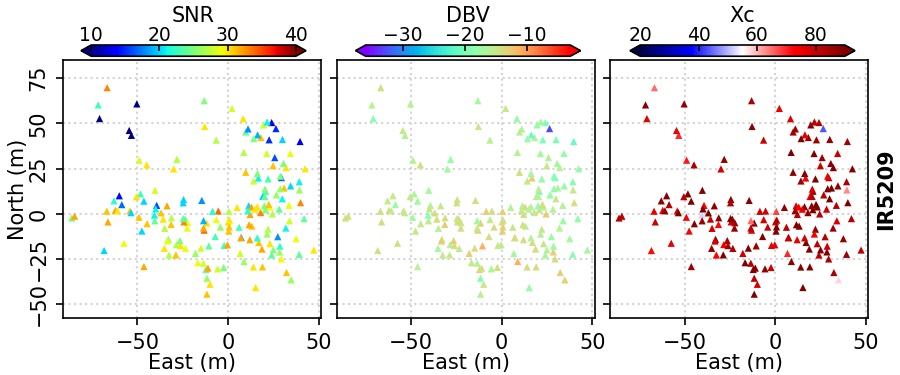 SNR DBV Xc
10 20 30 40 −30 −20 −10 20 40 60 80
75
50
25
0
−25
−50
North (m)
−50 0 50 −50 0 50 −50 0 50
East (m) East (m) East (m)
IR5209